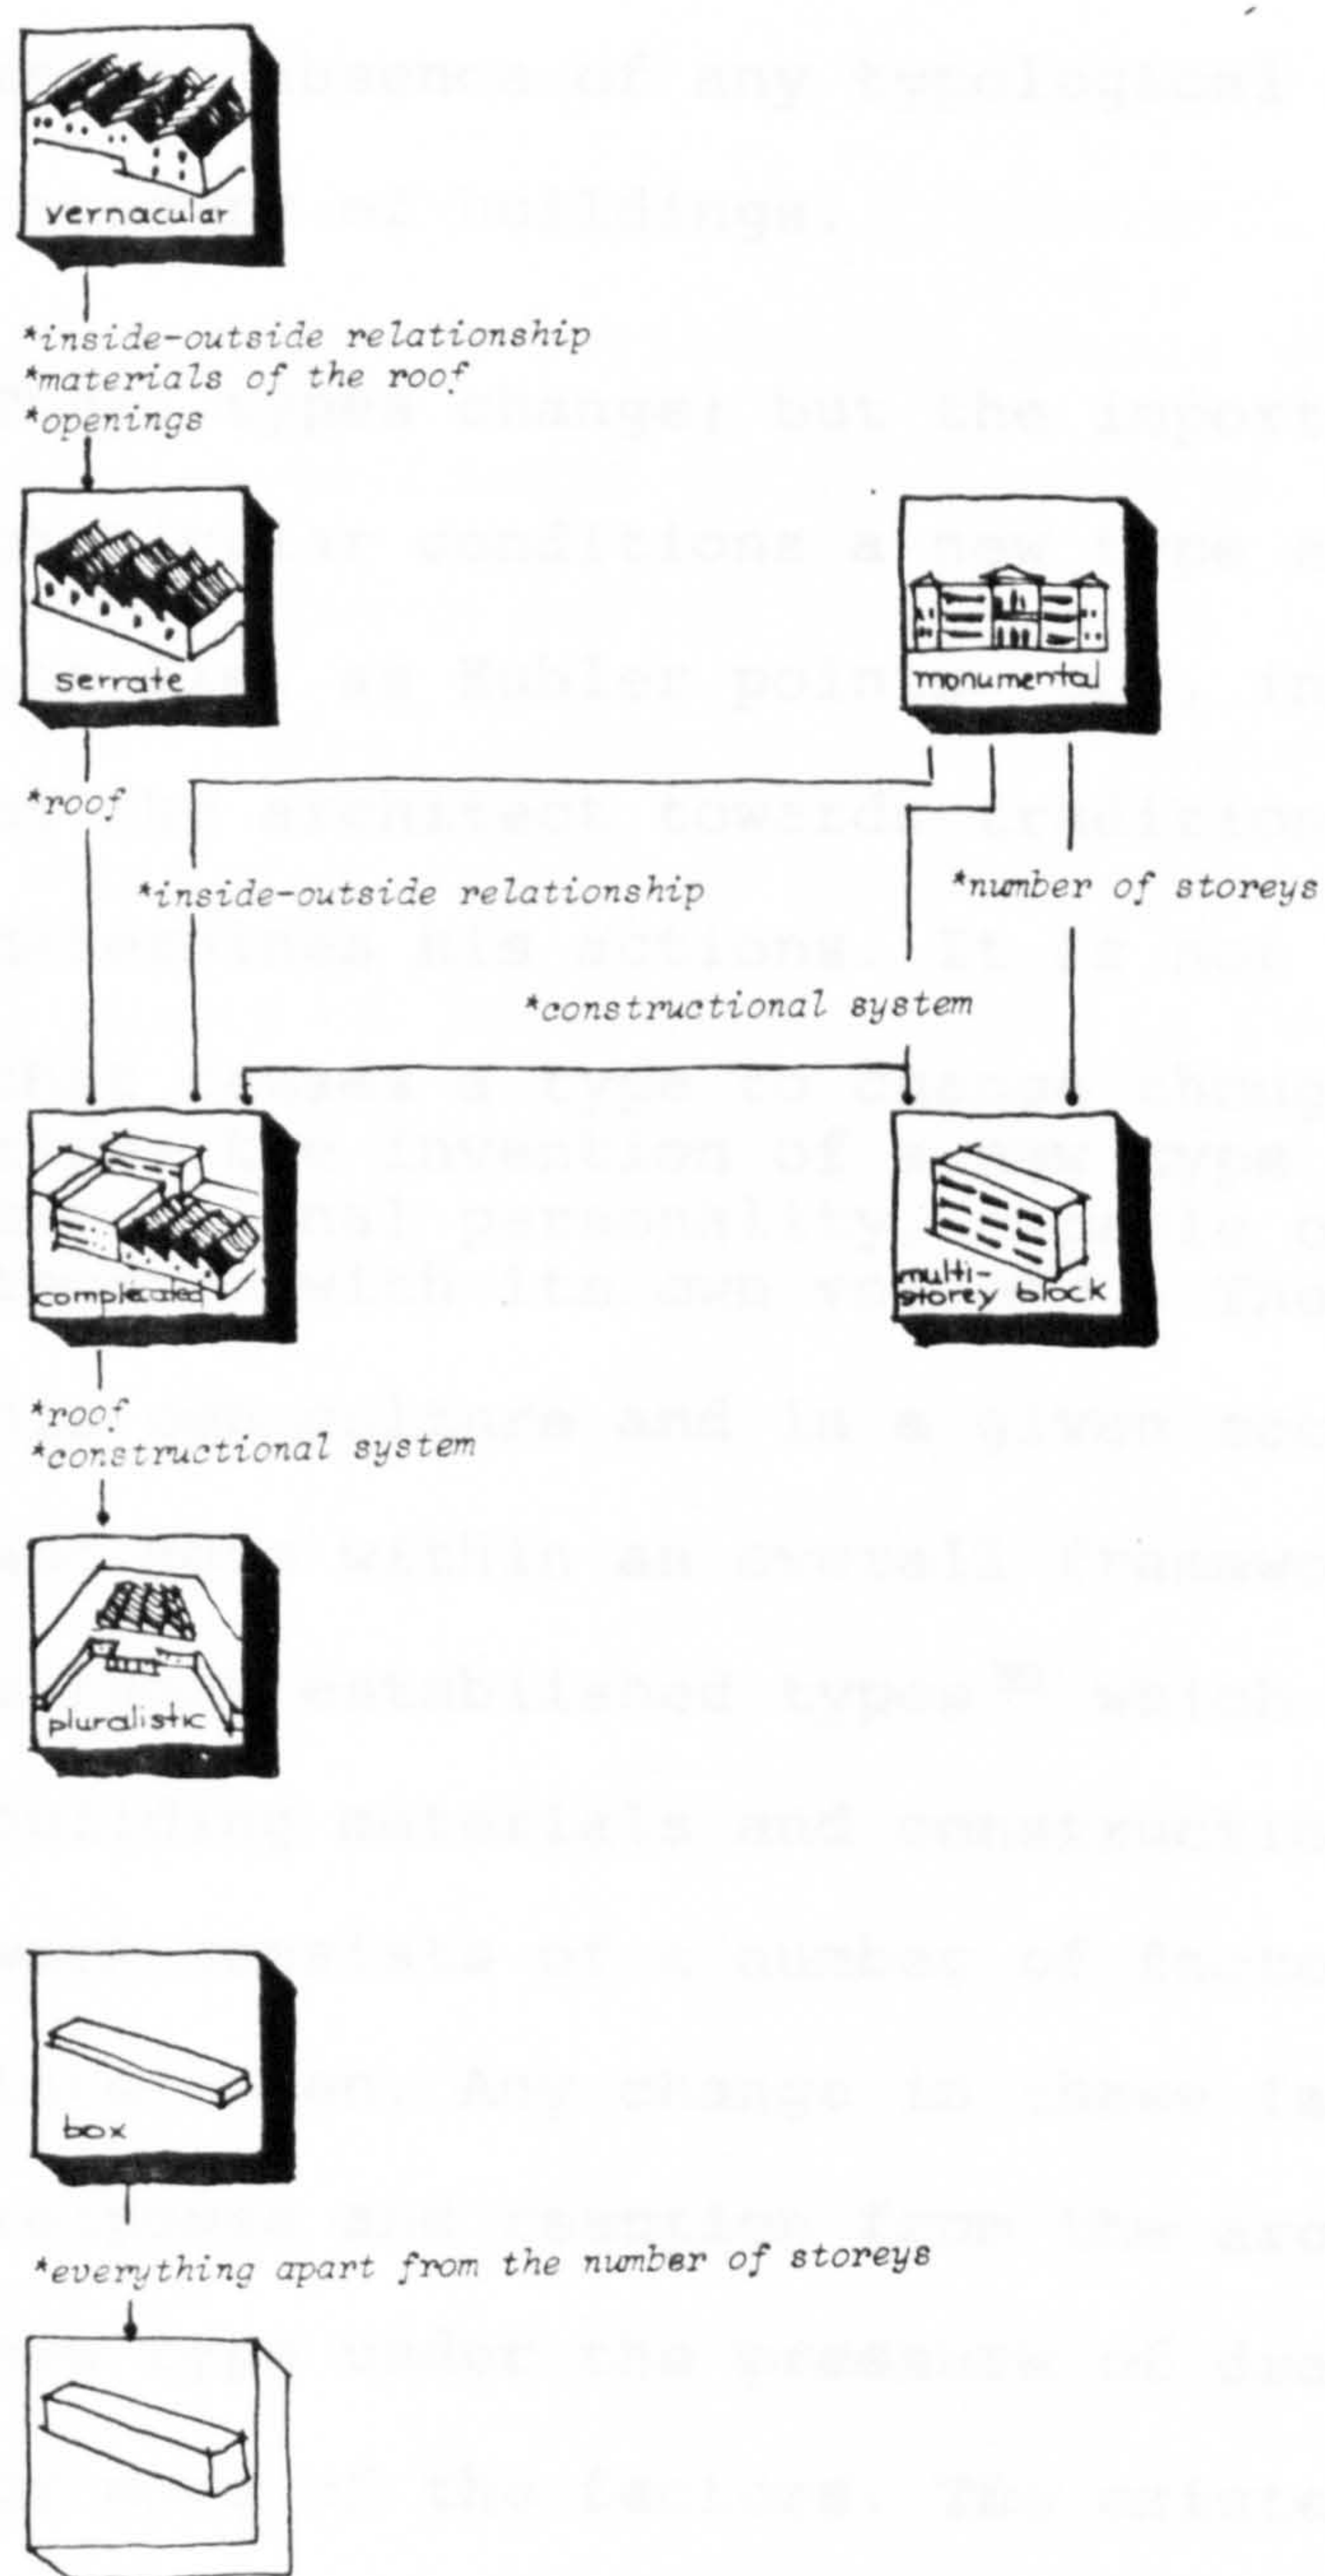 vernacular
*inside-outside relationship
*materials of the roof
*openings
serrate
monumental
*roof
*inside-outside relationship
*number of storeys
*constructional system
complicated
multi-
storey block
*roof
*constructional system
pluralistic
box
*everything apart from the number of storeys